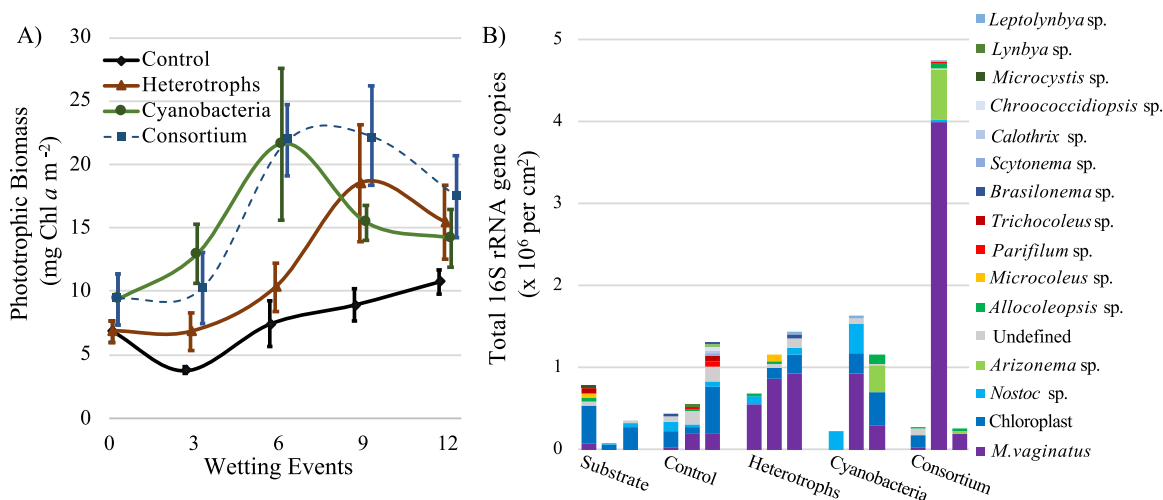 A)
Phototrophic Biomass
(mg Chl a m-2)
30
25
20
15
10
5
0
Control
Heterotrophs
Cyanobacteria
Consortium
0
3
6
9
12
Wetting Events
B)
Total 16S rRNA gene copies
(x 10⁶ per cm²)
5
4
3
2
1
0
Substrate
Control
Heterotrophs
Cyanobacteria
Consortium
Leptolynbya sp.
Lynbya sp.
Microcystis sp.
Chroococcidiopsis sp.
Calothrix sp.
Scytonema sp.
Brasilonema sp.
Trichocoleus sp.
Parifilum sp.
Microcoleus sp.
Allocoleopsis sp.
Undefined
Arizonema sp.
Nostoc sp.
Chloroplast
M.vaginatus